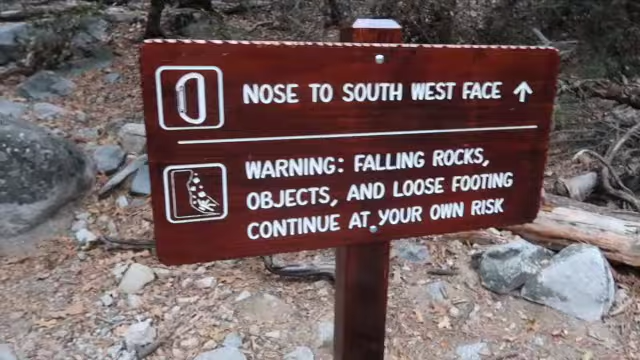 NOSE TO SOUTH WEST FACE ↑
WARNING: FALLING ROCKS,
OBJECTS, AND LOOSE FOOTING
CONTINUE AT YOUR OWN RISK